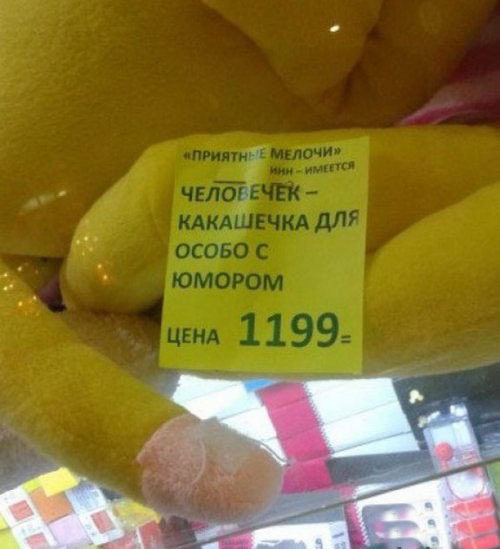 «ПРИЯТНЫЕ МЕЛОЧИ»
ИНН – ИМЕЕТСЯ
ЧЕЛОВЕЧЕК –
КАКАШЕЧКА ДЛЯ
ОСОБО С
ЮМОРОМ
ЦЕНА 1199=